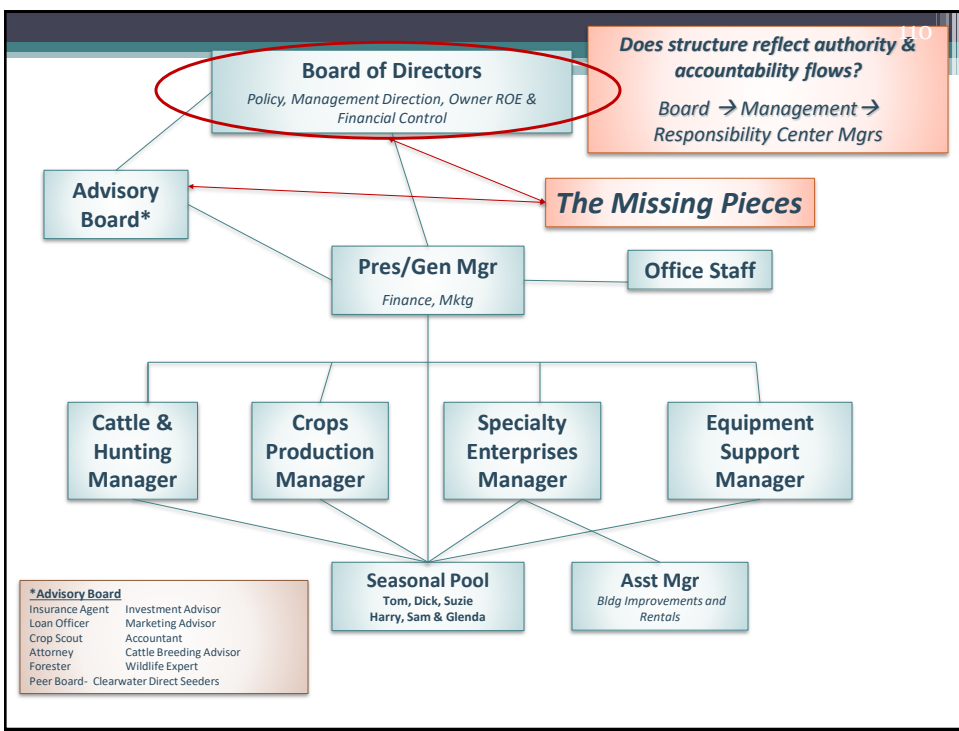 110
Does structure reflect authority &
accountability flows?
Board → Management →
Responsibility Center Mgrs
Board of Directors
Policy, Management Direction, Owner ROE &
Financial Control
Advisory
Board*
The Missing Pieces
Pres/Gen Mgr
Finance, Mktg
Office Staff
Cattle &
Hunting
Manager
Crops
Production
Manager
Specialty
Enterprises
Manager
Equipment
Support
Manager
Seasonal Pool
Tom, Dick, Suzie
Harry, Sam & Glenda
Asst Mgr
Bldg Improvements and
Rentals
*Advisory Board
Insurance Agent Investment Advisor
Loan Officer Marketing Advisor
Crop Scout Accountant
Attorney Cattle Breeding Advisor
Forester Wildlife Expert
Peer Board- Clearwater Direct Seeders